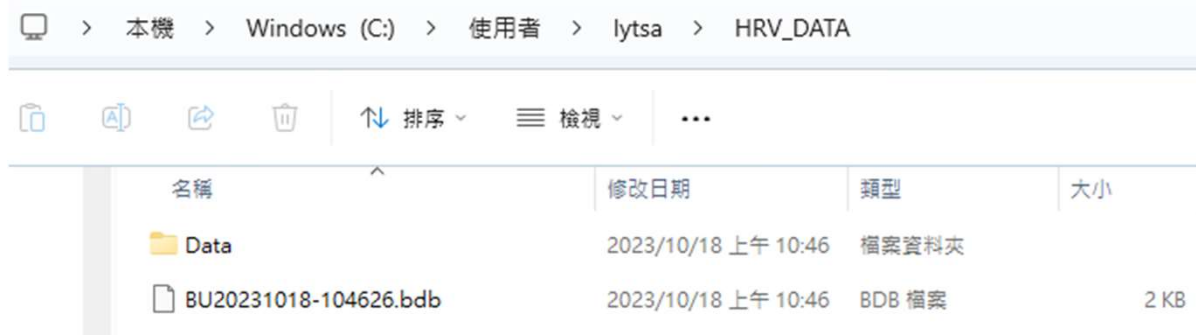 本機 > Windows (C:) > 使用者 > lytsa > HRV_DATA
排序 檢視 ...
名稱 修改日期 類型 大小
Data 2023/10/18 上午 10:46 檔案資料夾
BU20231018-104626.bdb 2023/10/18 上午 10:46 BDB 檔案 2 KB